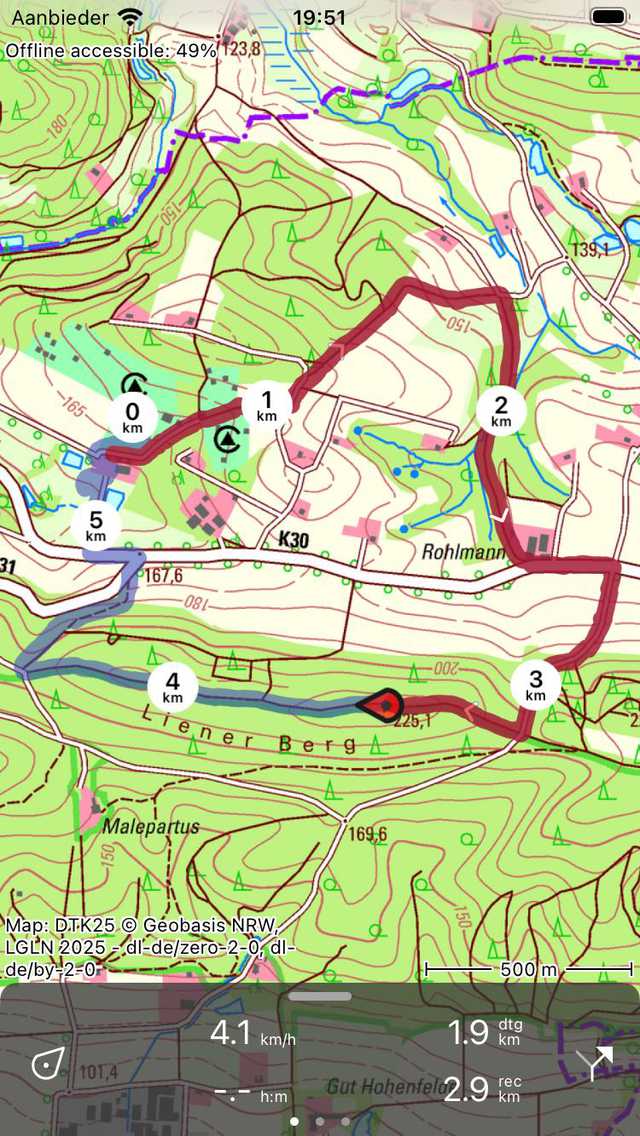 Aanbieder 19:51
Offline accessible: 49%
123,8
180
150
139,1
150
165
0
km
1
km
2
km
5
km
K30
Rohlmann
31
167,6
180
200
3
km
4
km
225,1
Liener Berg
Malepartus
169,6
150
150
Map: DTK25 © Geobasis NRW,
LGLN 2025 - dl-de/zero-2-0, dl-
de/by-2-0
500 m
4.1 km/h
1.9 dtg km
101,4
-.- h:m
2.9 rec km
Gut Hohenfelde